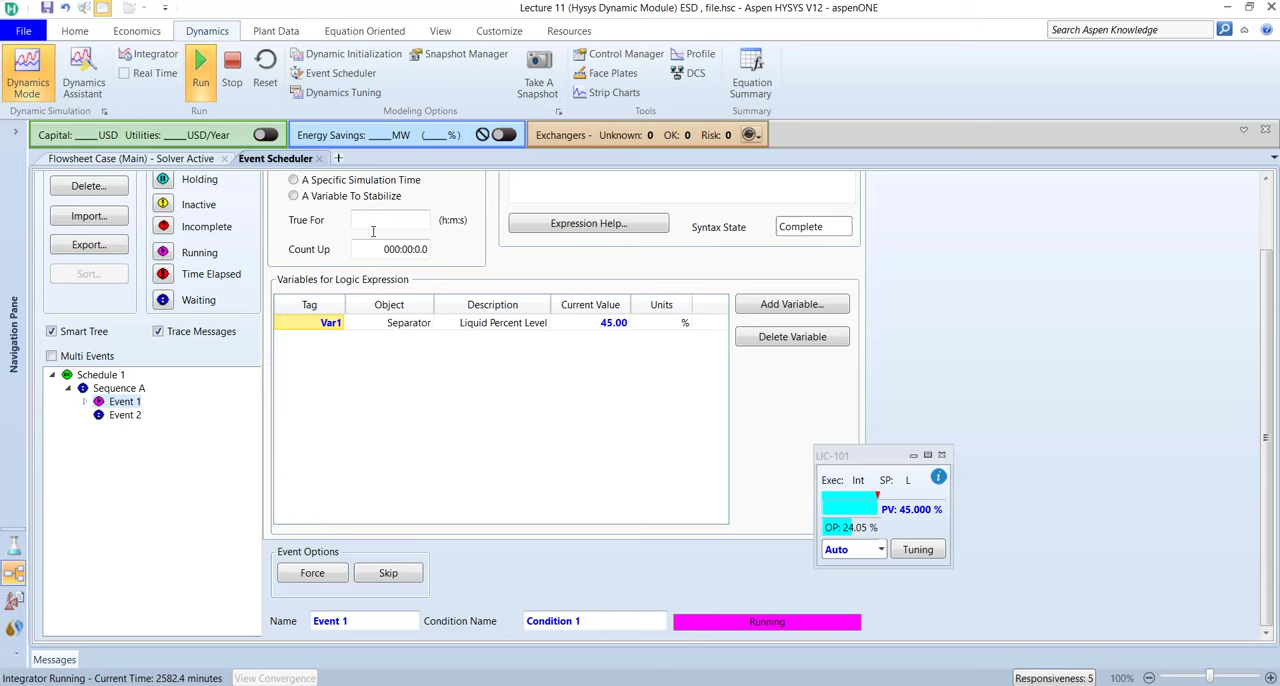 Lecture 11 (Hysys Dynamic Module) ESD , file.hsc - Aspen HYSYS V12 - aspenONE
File Home Economics Dynamics Plant Data Equation Oriented View Customize Resources Search Aspen Knowledge
Dynamics Mode
Dynamics Assistant
Integrator
Real Time
Run
Stop
Reset
Dynamic Initialization
Event Scheduler
Dynamics Tuning
Snapshot Manager
Take A Snapshot
Control Manager
Face Plates
Strip Charts
Profile
DCS
Equation Summary
Dynamic Simulation Run Modeling Options Tools Summary
Capital: ____USD Utilities: ____USD/Year Energy Savings: ____MW (____%) Exchangers - Unknown: 0 OK: 0 Risk: 0
Flowsheet Case (Main) - Solver Active Event Scheduler
Navigation Pane
Delete...
Import...
Export...
Sort...
Holding
Inactive
Incomplete
Running
Time Elapsed
Waiting
Smart Tree Trace Messages
Multi Events
Schedule 1
Sequence A
Event 1
Event 2
A Specific Simulation Time
A Variable To Stabilize
True For (h:m:s)
Count Up 000:00:0.0
Expression Help... Syntax State Complete
Variables for Logic Expression
Tag Object Description Current Value Units
Var1 Separator Liquid Percent Level 45.00 %
Add Variable...
Delete Variable
LIC-101
Exec: Int SP: L
PV: 45.000 %
OP: 24.05 %
Auto Tuning
Event Options
Force Skip
Name Event 1 Condition Name Condition 1 Running
Messages
Integrator Running - Current Time: 2582.4 minutes View Convergence Responsiveness: 5 100%